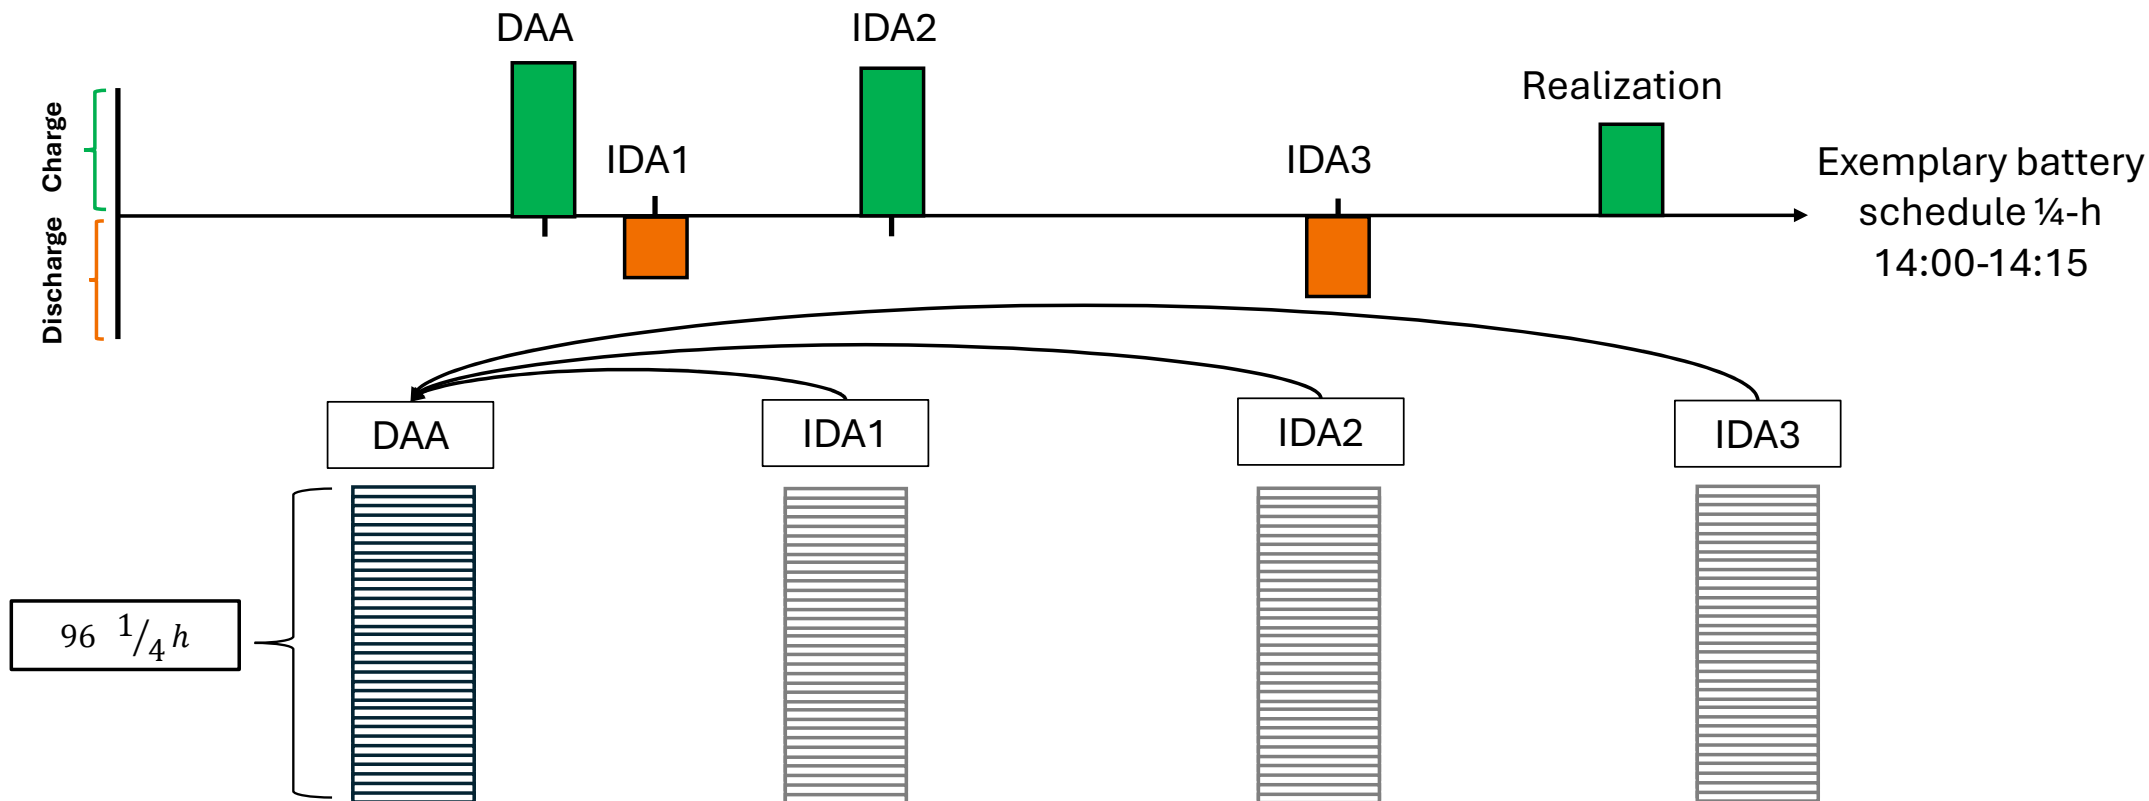 DAA
IDA2
Realization
Charge
IDA1
IDA3
Exemplary battery
schedule ¼-h
14:00-14:15
Discharge
DAA
IDA1
IDA2
IDA3
96 1/4 h